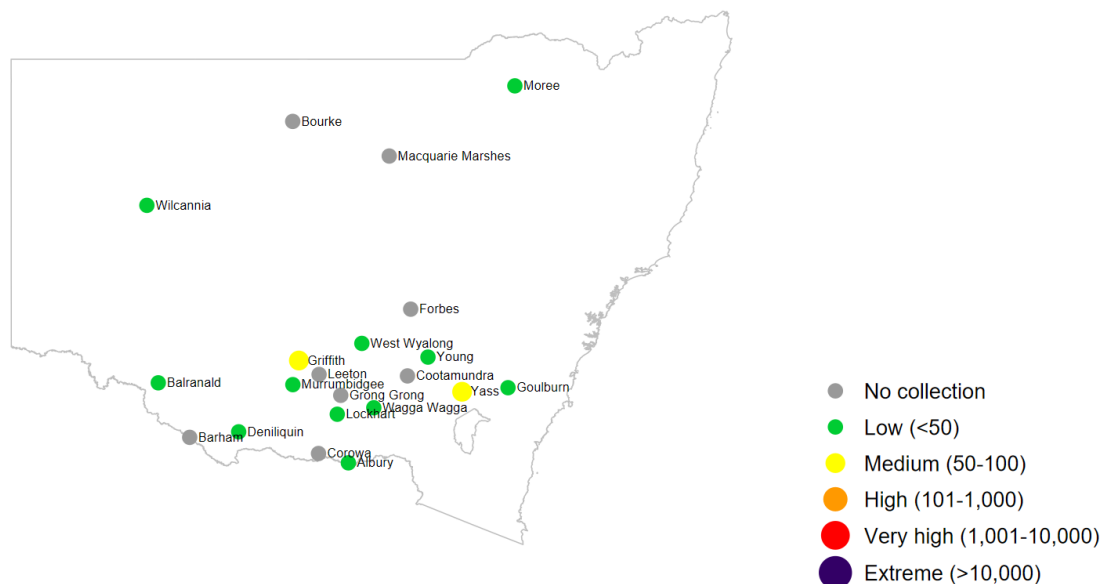 Moree
Bourke
Macquarie Marshes
Wilcannia
Forbes
West Wyalong
Young
Griffith
Leeton
Cootamundra
Balranald
Murrumbidgee
Goulburn
Yass
Grong Grong
Wagga Wagga
Lockhart
Deniliquin
Barham
Corowa
Albury
No collection
Low (<50)
Medium (50-100)
High (101-1,000)
Very high (1,001-10,000)
Extreme (>10,000)